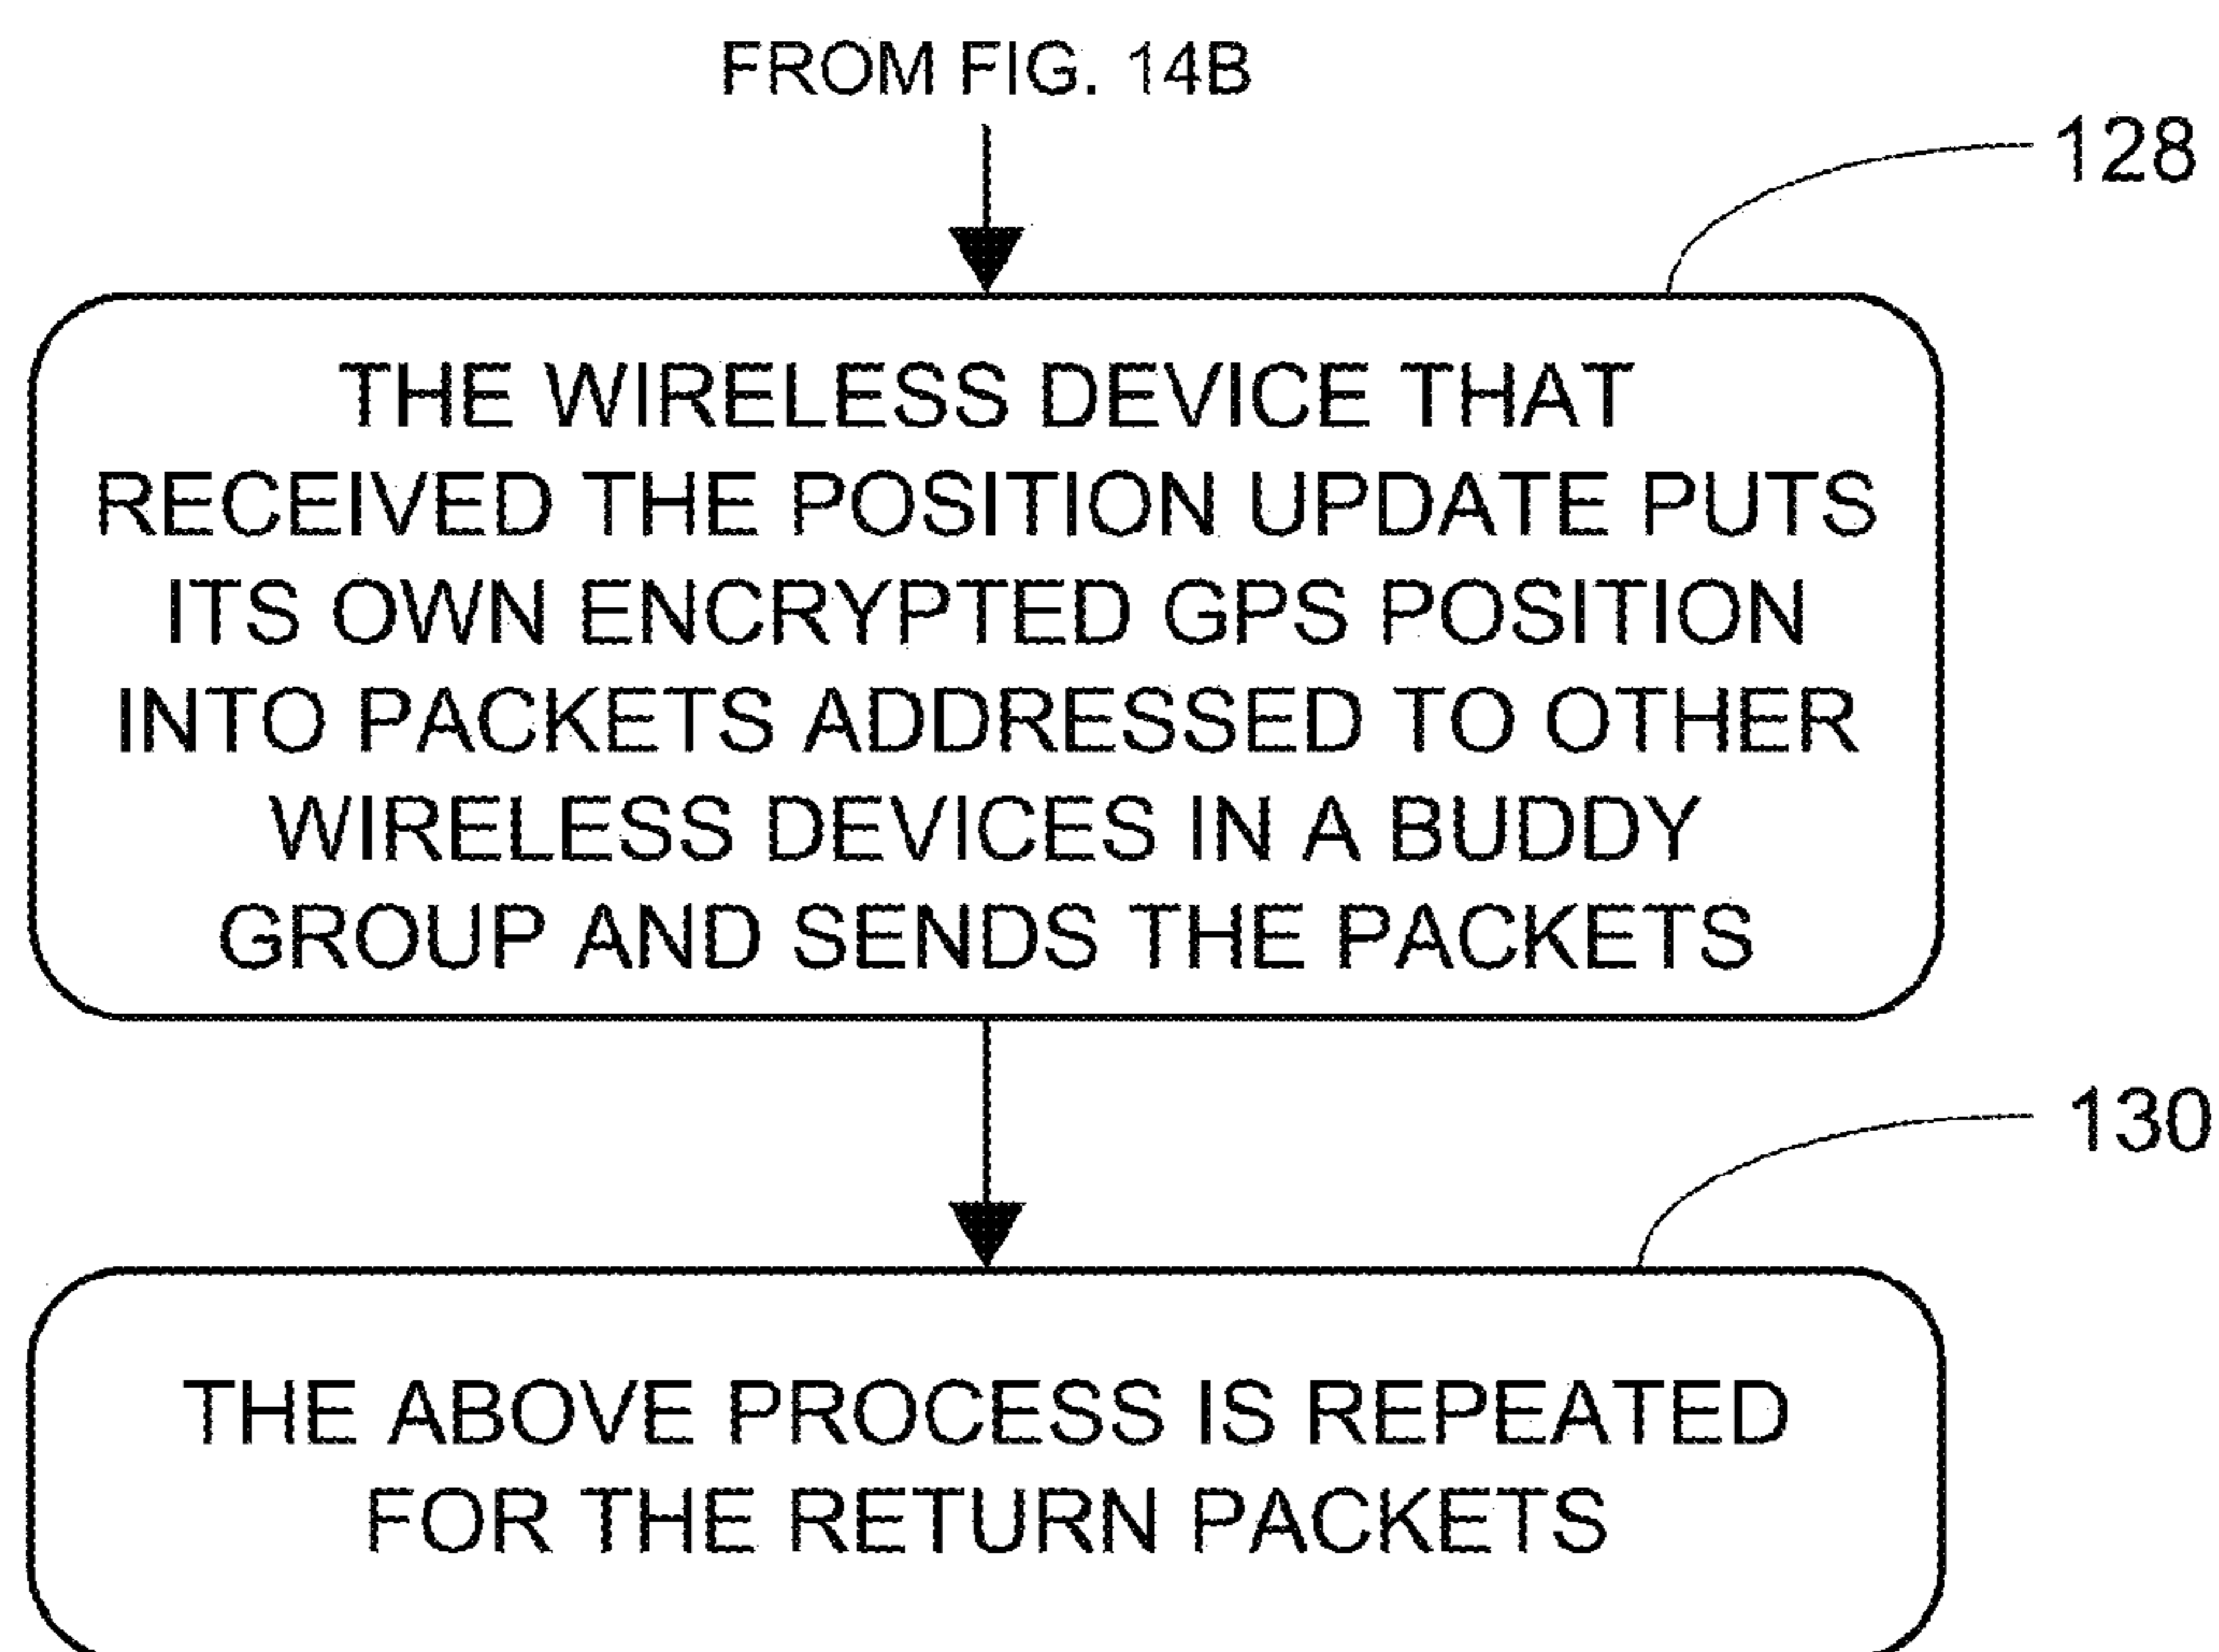 FROM FIG. 14B
128
THE WIRELESS DEVICE THAT
RECEIVED THE POSITION UPDATE PUTS
ITS OWN ENCRYPTED GPS POSITION
INTO PACKETS ADDRESSED TO OTHER
WIRELESS DEVICES IN A BUDDY
GROUP AND SENDS THE PACKETS
130
THE ABOVE PROCESS IS REPEATED
FOR THE RETURN PACKETS